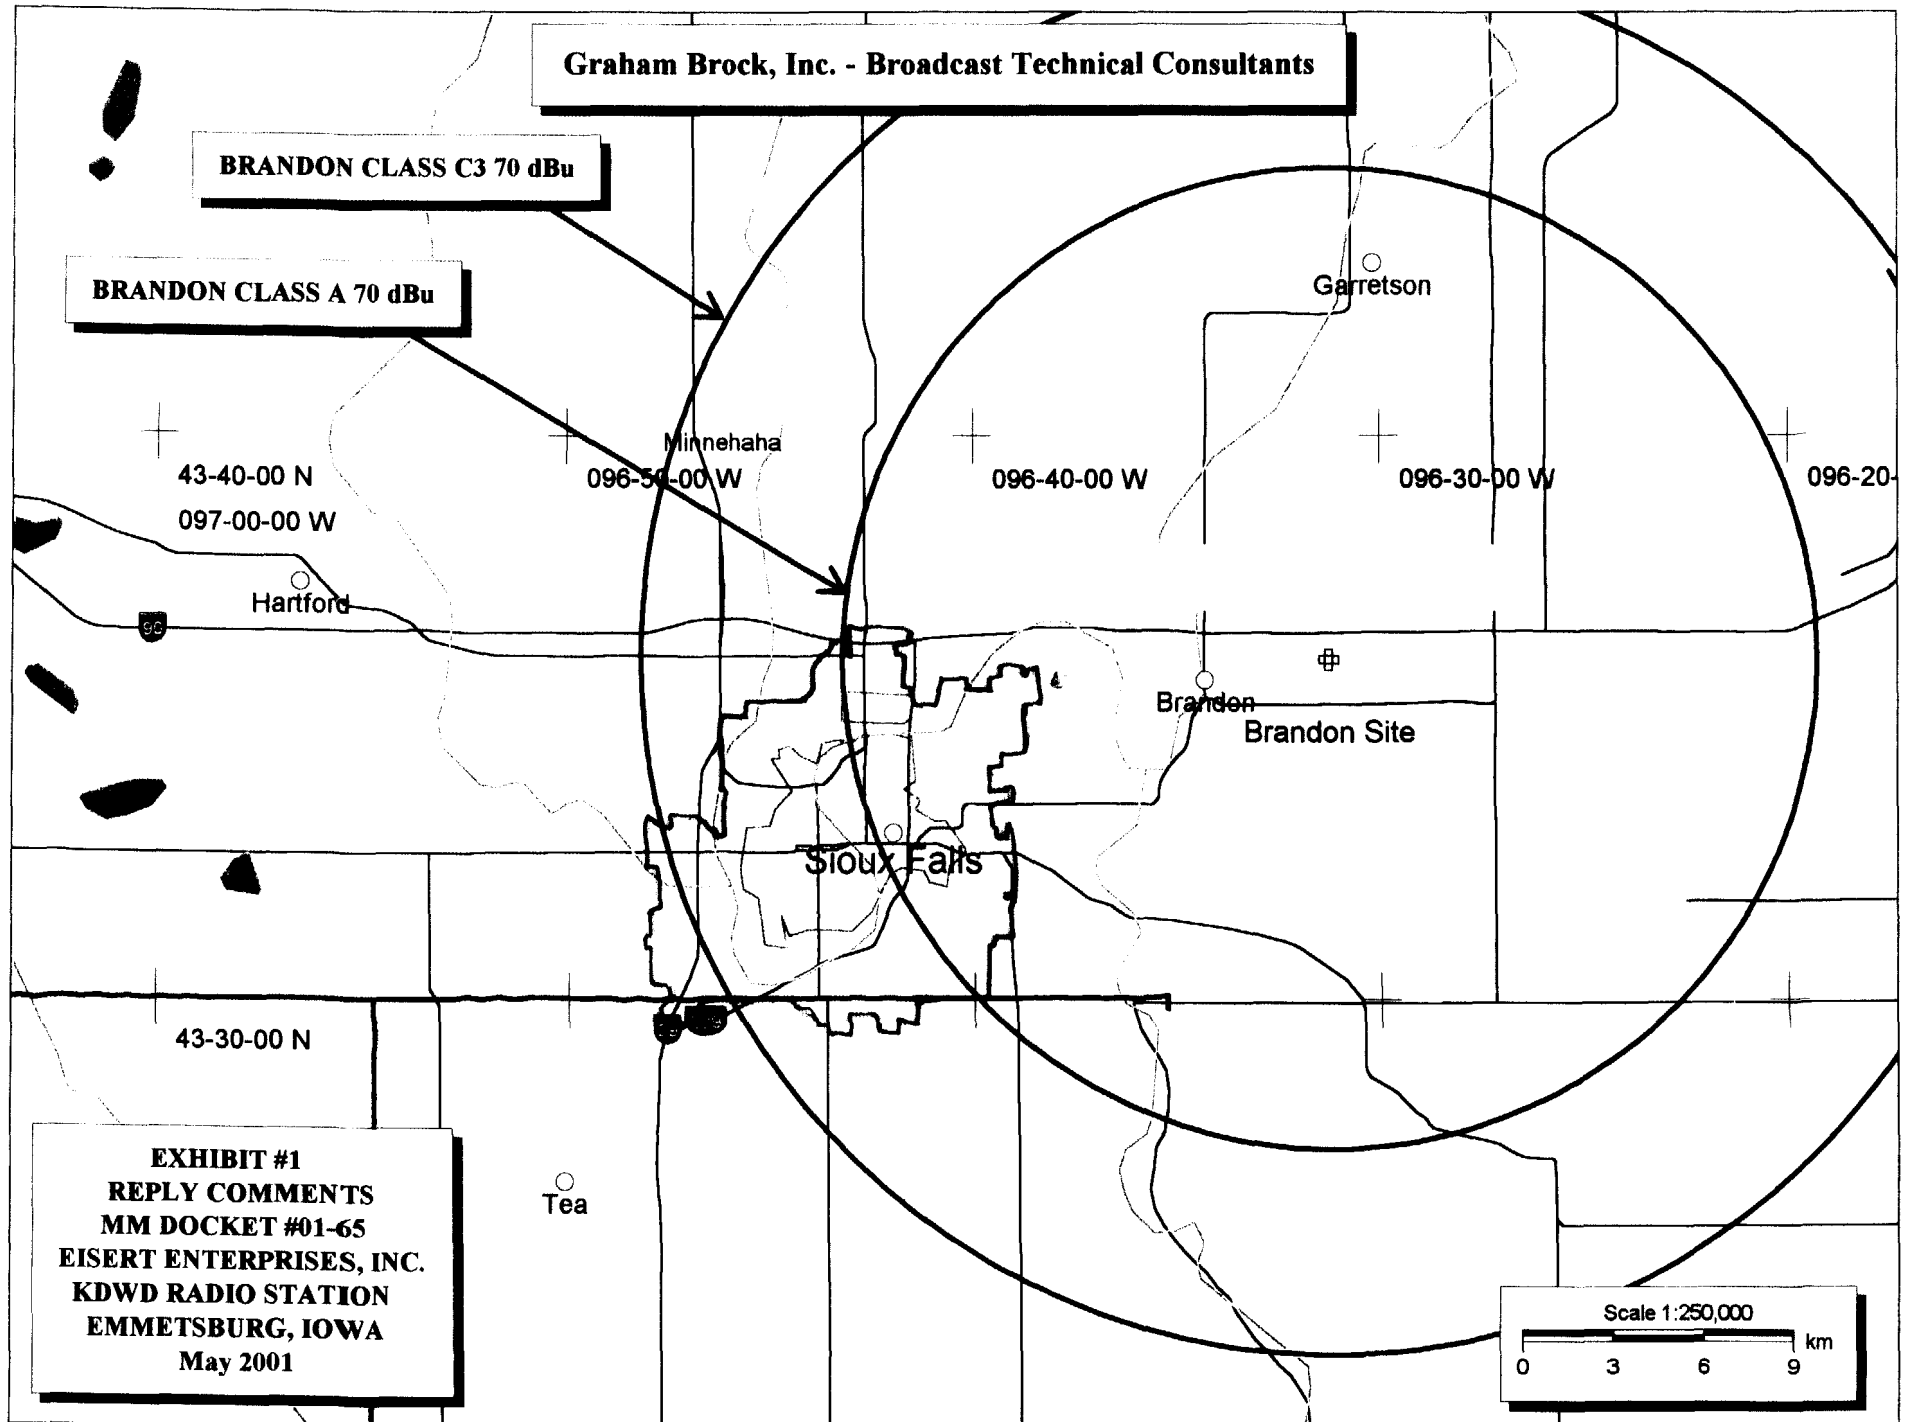 Graham Brock, Inc. - Broadcast Technical Consultants
BRANDON CLASS C3 70 dBu
BRANDON CLASS A 70 dBu
Garretson
Minnehaha
43-40-00 N
097-00-00 W
096-50-00 W
096-40-00 W
096-30-00 W
096-20-
Hartford
Brandon
Brandon Site
Sioux Falls
43-30-00 N
Tea
EXHIBIT #1
REPLY COMMENTS
MM DOCKET #01-65
EISERT ENTERPRISES, INC.
KDWD RADIO STATION
EMMETSBURG, IOWA
May 2001
Scale 1:250,000
km
0 3 6 9